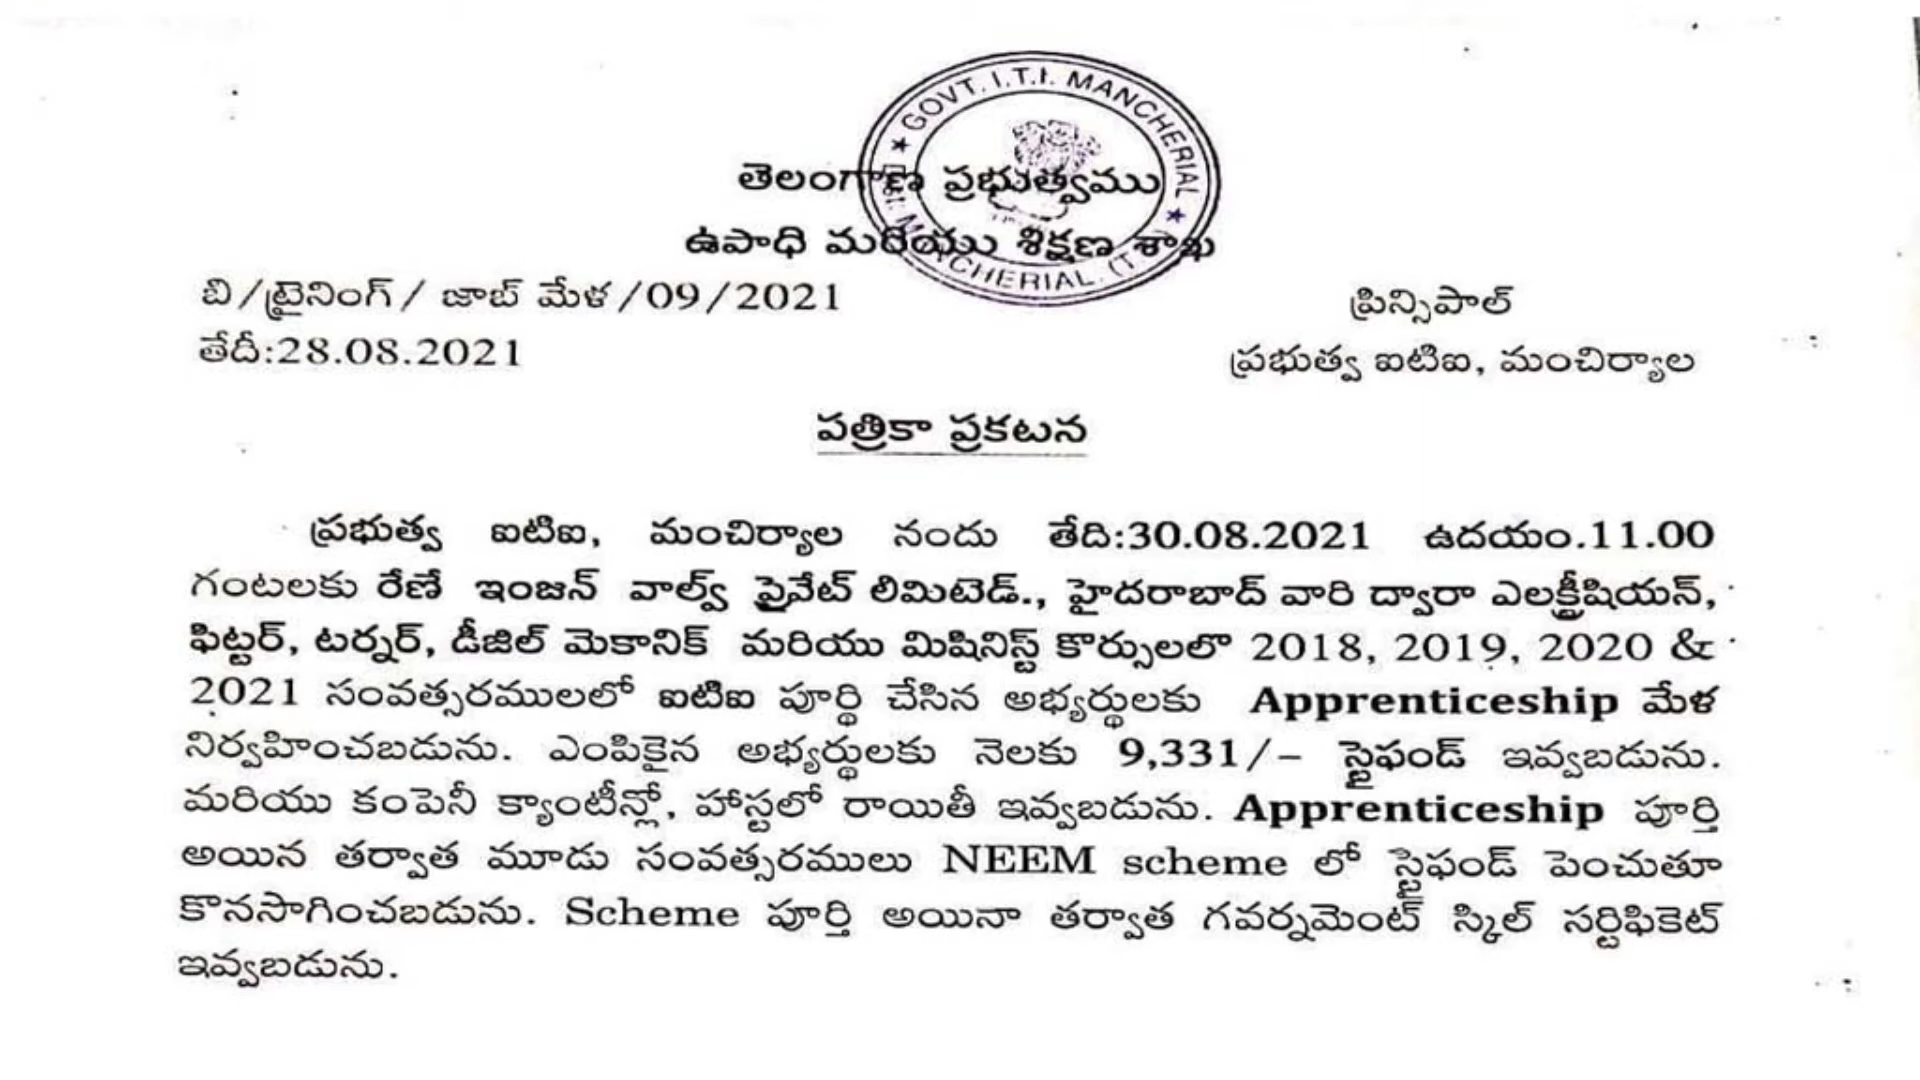 ★ GOVT. I.T.I. MANCHERIAL ★
MANCHERIAL. (T
తెలంగాణ ప్రభుత్వము
ఉపాధి మరియు శిక్షణ శాఖ
బి/ట్రైనింగ్/ జాబ్ మేళ/09/2021
తేదీ:28.08.2021
ప్రిన్సిపాల్
ప్రభుత్వ ఐటిఐ, మంచిర్యాల
పత్రికా ప్రకటన
ప్రభుత్వ ఐటిఐ, మంచిర్యాల నందు తేది:30.08.2021 ఉదయం.11.00
గంటలకు రేణే ఇంజన్ వాల్వ్ ప్రైవేట్ లిమిటెడ్., హైదరాబాద్ వారి ద్వారా ఎలక్ట్రీషియన్,
ఫిట్టర్, టర్నర్, డీజిల్ మెకానిక్ మరియు మిషినిస్ట్ కొర్సులలొ 2018, 2019, 2020 &
2021 సంవత్సరములలో ఐటిఐ పూర్థి చేసిన అభ్యర్థులకు Apprenticeship మేళ
నిర్వహించబడును. ఎంపికైన అభ్యర్థులకు నెలకు 9,331/- స్టైఫండ్ ఇవ్వబడును.
మరియు కంపెనీ క్యాంటీన్లో, హాస్టలో రాయితీ ఇవ్వబడును. Apprenticeship పూర్తి
అయిన తర్వాత మూడు సంవత్సరములు NEEM scheme లో స్టైఫండ్ పెంచుతూ
కొనసాగించబడును. Scheme పూర్తి అయినా తర్వాత గవర్నమెంట్ స్కిల్ సర్టిఫికెట్
ఇవ్వబడును.